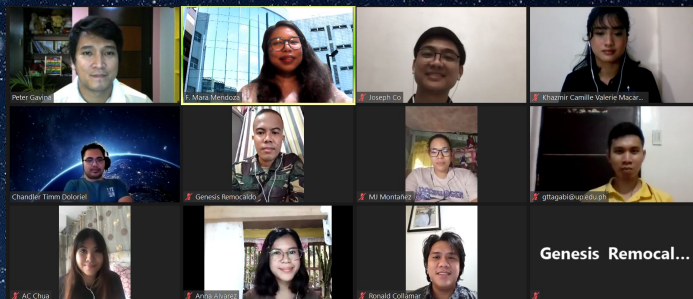 Peter Gavina
F. Mara Mendoza
Joseph Co
Khazmir Camille Valerie Macar...
Chandler Timm Doloriel
Genesis Remocaldo
MJ Montañez
gttagabi@up.edu.ph
AC Chua
Anna Alvarez
Ronald Collamar
Genesis Remocal...